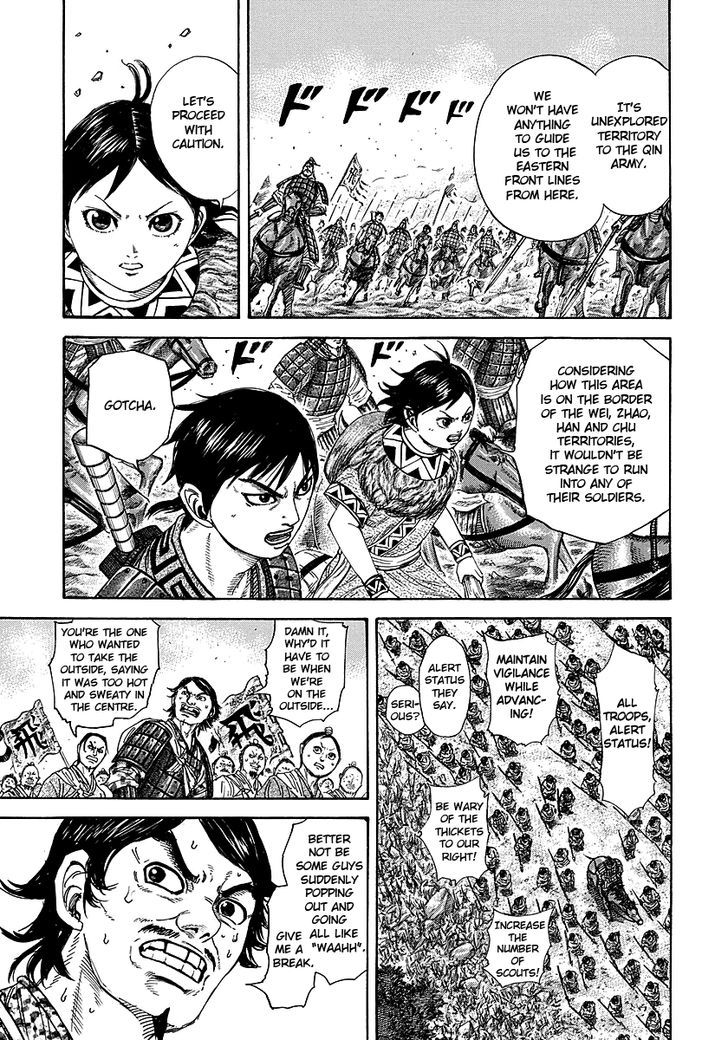 IT'S
UNEXPLORED
TERRITORY
TO THE QIN
ARMY.
WE
WON'T HAVE
ANYTHING
TO GUIDE
US TO THE
EASTERN
FRONT LINES
FROM HERE.
ドドドド
LET'S
PROCEED
WITH
CAUTION.
CONSIDERING
HOW THIS AREA
IS ON THE BORDER
OF THE WEI, ZHAO,
HAN AND CHU
TERRITORIES,
IT WOULDN'T BE
STRANGE TO RUN
INTO ANY OF
THEIR SOLDIERS.
ドド
GOTCHA.
ALL
TROOPS,
ALERT
STATUS!
MAINTAIN
VIGILANCE
WHILE
ADVANC-
ING!
ALERT
STATUS
THEY
SAY.
SERI-
OUS?
BE WARY
OF THE
THICKETS
TO OUR
RIGHT!
INCREASE
THE
NUMBER
OF
SCOUTS!
DAMN IT,
WHY'D IT
HAVE TO
BE WHEN
WE'RE
ON THE
OUTSIDE...
YOU'RE THE ONE
WHO WANTED
TO TAKE THE
OUTSIDE, SAYING
IT WAS TOO HOT
AND SWEATY IN
THE CENTRE.
飛
飛
BETTER
NOT BE
SOME GUYS
SUDDENLY
POPPING
OUT AND
GOING
ALL LIKE
"WAAHH".
GIVE
ME A
BREAK.